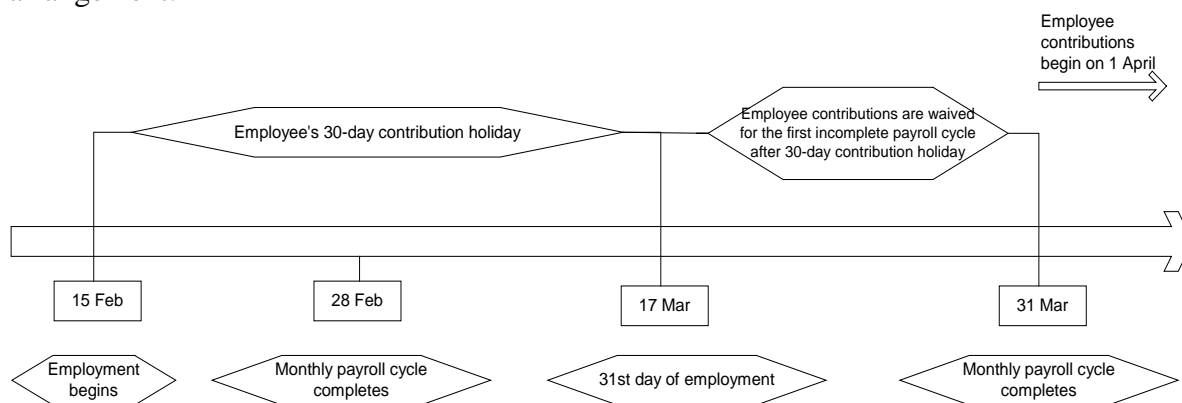 Employee
contributions
begin on 1 April
Employee's 30-day contribution holiday
Employee contributions are waived
for the first incomplete payroll cycle
after 30-day contribution holiday
15 Feb
28 Feb
17 Mar
31 Mar
Employment
begins
Monthly payroll cycle
completes
31st day of employment
Monthly payroll cycle
completes